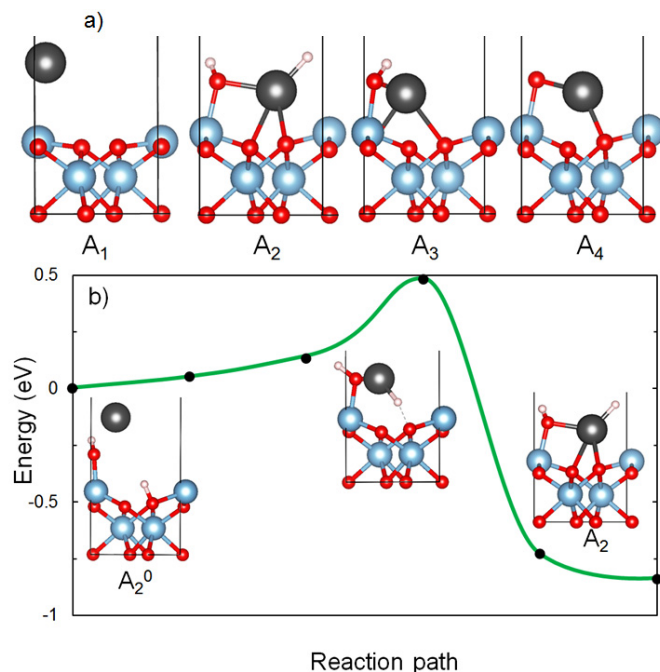 a)
A₁ A₂ A₃ A₄
b)
0.5
0
-0.5
-1
Energy (eV)
A₂⁰
A₂
Reaction path